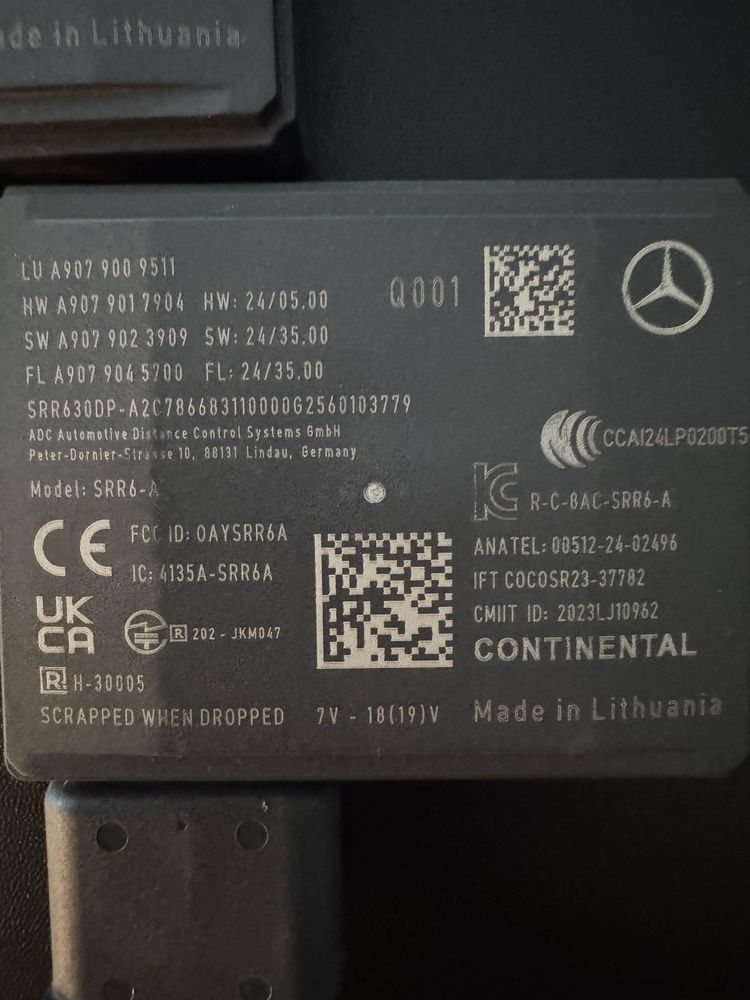 Made in Lithuania
LU A907 900 9511
HW A907 901 7904 HW: 24/05.00
Q001
SW A907 902 3909 SW: 24/35.00
FL A907 904 5700 FL: 24/35.00
SRR630DP-A2C786683110000G2560103779
ADC Automotive Distance Control Systems GmbH
Peter-Dornier-Strasse 10, 88131 Lindau, Germany
CCAI24LP0200T5
Model: SRR6-A
R-C-8AC-SRR6-A
CE
FCC ID: OAYSRR6A
ANATEL: 00512-24-02496
IC: 4135A-SRR6A
IFT COCOSR23-37782
UK
CA
R 202 - JKM047
CMIIT ID: 2023LJ10962
CONTINENTAL
R H-30005
SCRAPPED WHEN DROPPED 7V - 18(19)V
Made in Lithuania